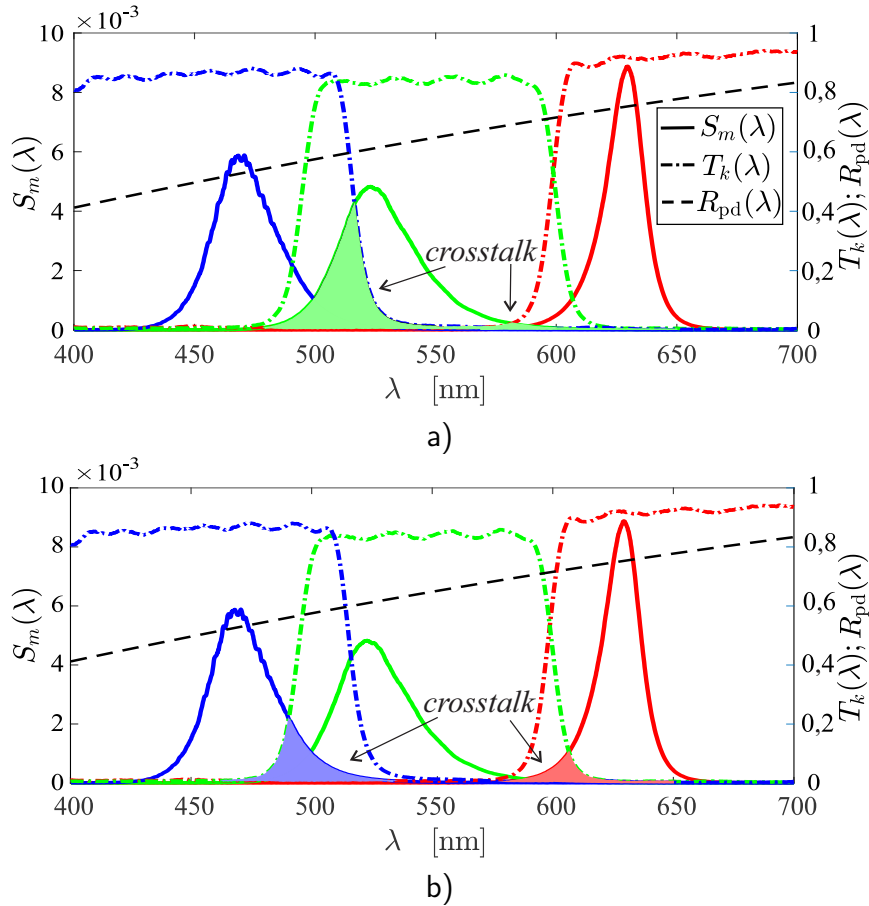 ×10⁻³
10
8
6
4
2
0
S_m(λ)
1
0,8
0,6
0,4
0,2
0
T_k(λ); R_pd(λ)
S_m(λ)
T_k(λ)
R_pd(λ)
crosstalk
400 450 500 550 600 650 700
λ [nm]
a)
×10⁻³
10
8
6
4
2
0
S_m(λ)
1
0,8
0,6
0,4
0,2
0
T_k(λ); R_pd(λ)
crosstalk
400 450 500 550 600 650 700
λ [nm]
b)